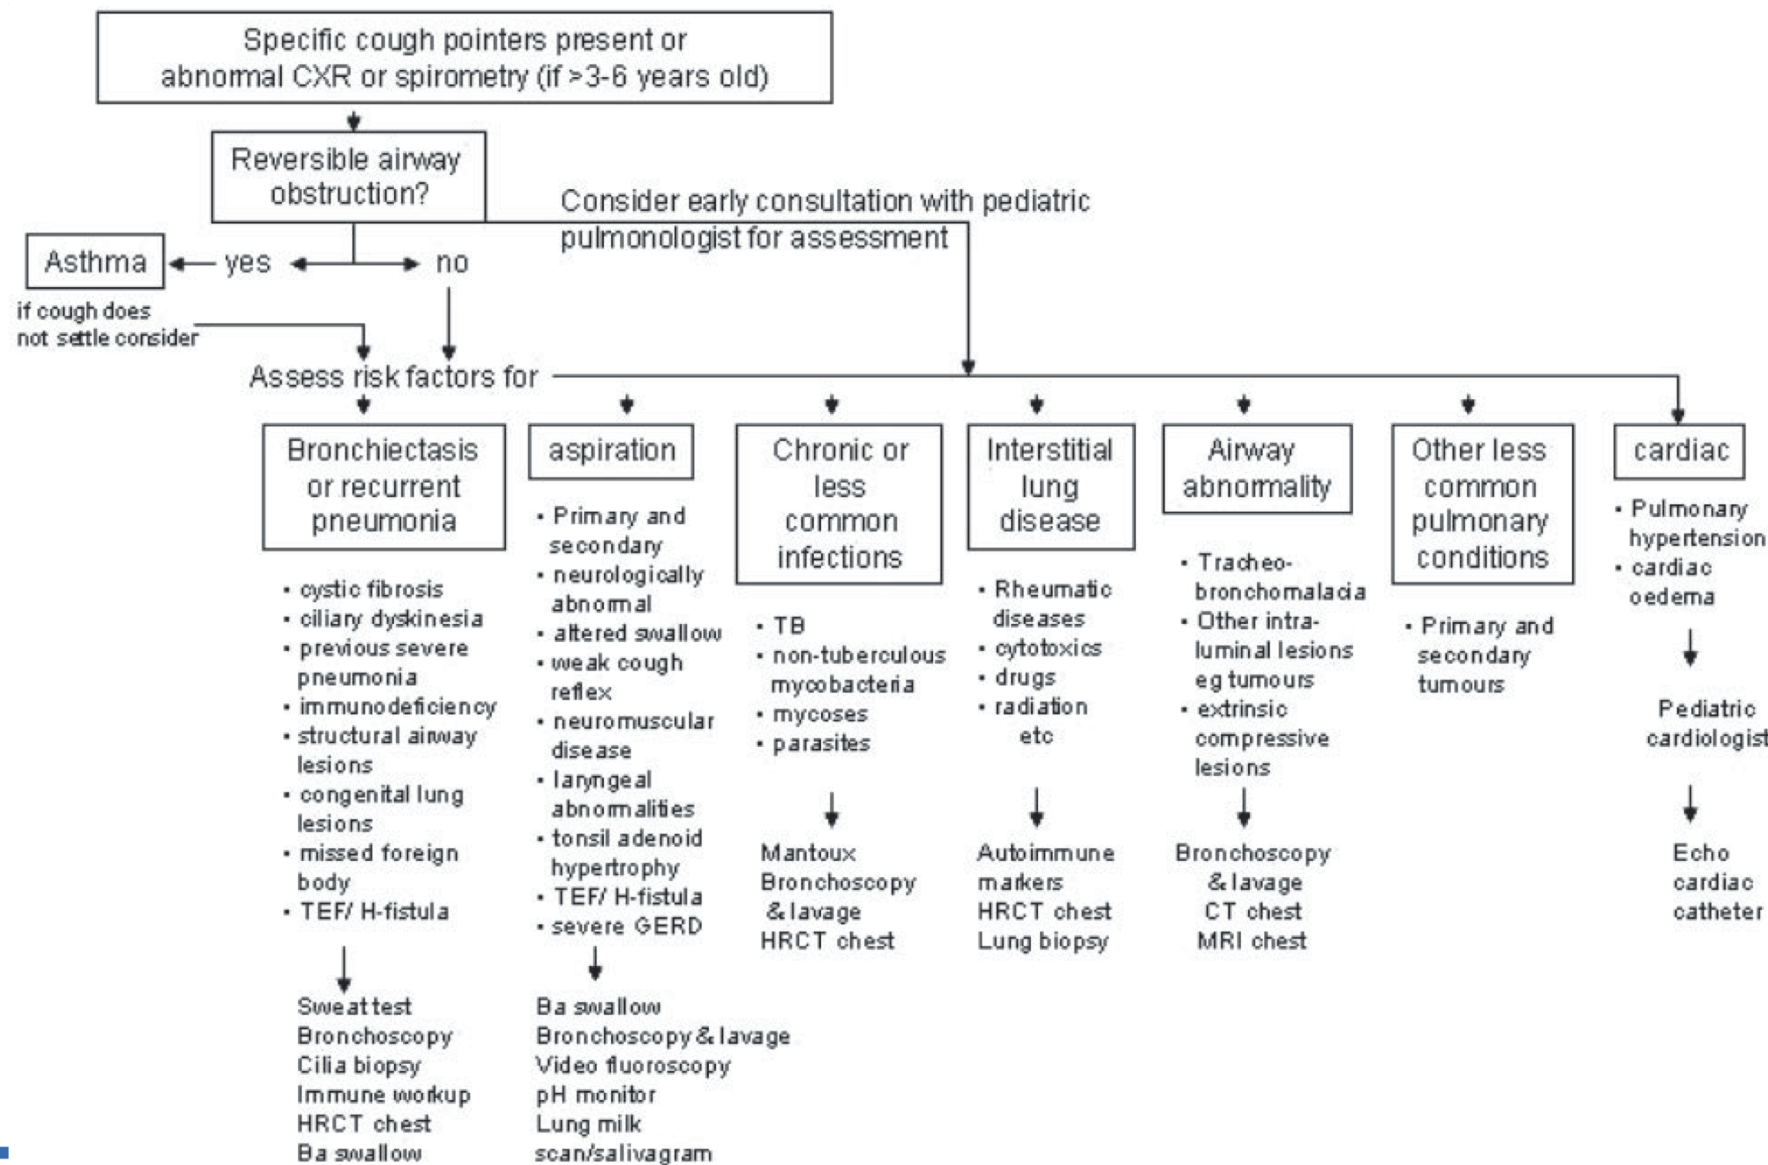 Specific cough pointers present or
abnormal CXR or spirometry (if >3-6 years old)
Reversible airway
obstruction?
Consider early consultation with pediatric
pulmonologist for assessment
Asthma
yes
no
if cough does
not settle consider
Assess risk factors for
Bronchiectasis
or recurrent
pneumonia
• cystic fibrosis
• ciliary dyskinesia
• previous severe
pneumonia
• immunodeficiency
• structural airway
lesions
• congenital lung
lesions
• missed foreign
body
• TEF/ H-fistula
Sweat test
Bronchoscopy
Cilia biopsy
Immune workup
HRCT chest
Ba swallow
aspiration
• Primary and
secondary
• neurologically
abnormal
• altered swallow
• weak cough
reflex
• neuromuscular
disease
• laryngeal
abnormalities
• tonsil adenoid
hypertrophy
• TEF/ H-fistula
• severe GERD
Ba swallow
Bronchoscopy & lavage
Video fluoroscopy
pH monitor
Lung milk
scan/salivagram
Chronic or
less
common
infections
• TB
• non-tuberculous
mycobacteria
• mycoses
• parasites
Mantoux
Bronchoscopy
& lavage
HRCT chest
Interstitial
lung
disease
• Rheumatic
diseases
• cytotoxics
• drugs
• radiation
etc
Autoimmune
markers
HRCT chest
Lung biopsy
Airway
abnormality
• Tracheo-
bronchomalacia
• Other intra-
luminal lesions
eg tumours
• extrinsic
compressive
lesions
Bronchoscopy
& lavage
CT chest
MRI chest
Other less
common
pulmonary
conditions
• Primary and
secondary
tumours
cardiac
• Pulmonary
hypertension
• cardiac
oedema
Pediatric
cardiologist
Echo
cardiac
catheter